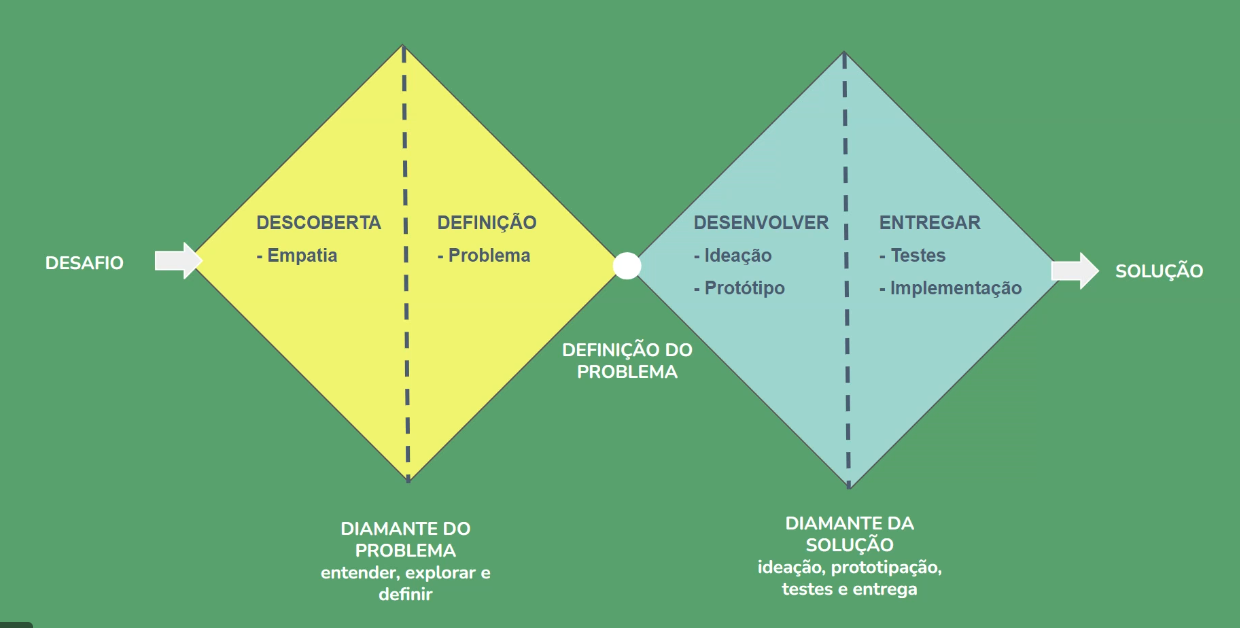 DESAFIO
DESCOBERTA
- Empatia
DEFINIÇÃO
- Problema
DEFINIÇÃO DO
PROBLEMA
DESENVOLVER
- Ideação
- Protótipo
ENTREGAR
- Testes
- Implementação
SOLUÇÃO
DIAMANTE DO
PROBLEMA
entender, explorar e
definir
DIAMANTE DA
SOLUÇÃO
ideação, prototipação,
testes e entrega